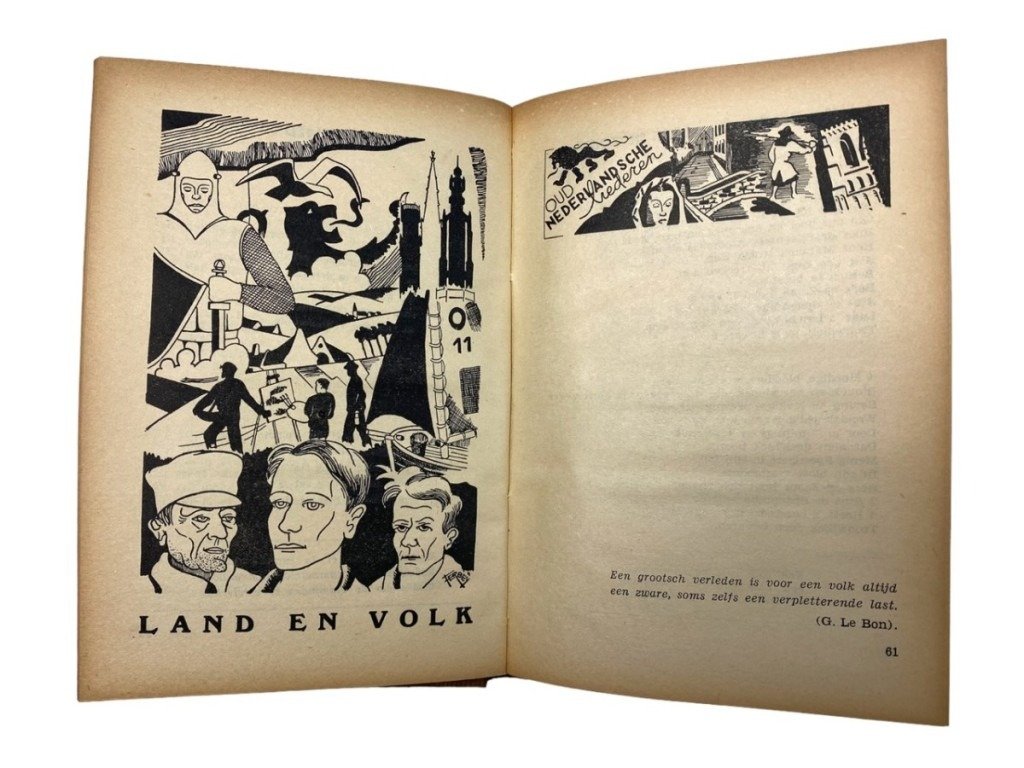 O
11
FERBEY
LAND EN VOLK
OUD
NEDERLANDSCHE
liederen
Een grootsch verleden is voor een volk altijd
een zware, soms zelfs een verpletterende last.
(G. Le Bon).
61